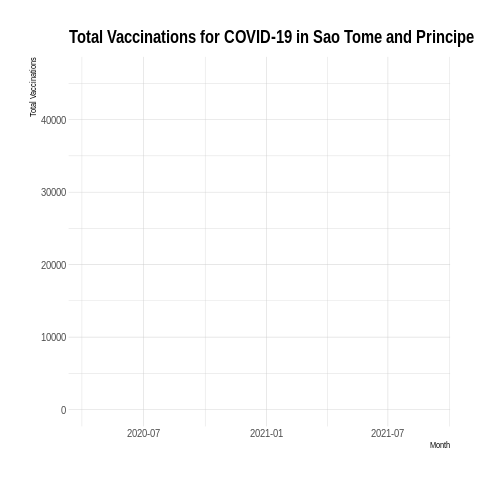 Total Vaccinations for COVID-19 in Sao Tome and Principe
Total Vaccinations
40000
30000
20000
10000
0
2020-07 2021-01 2021-07
Month